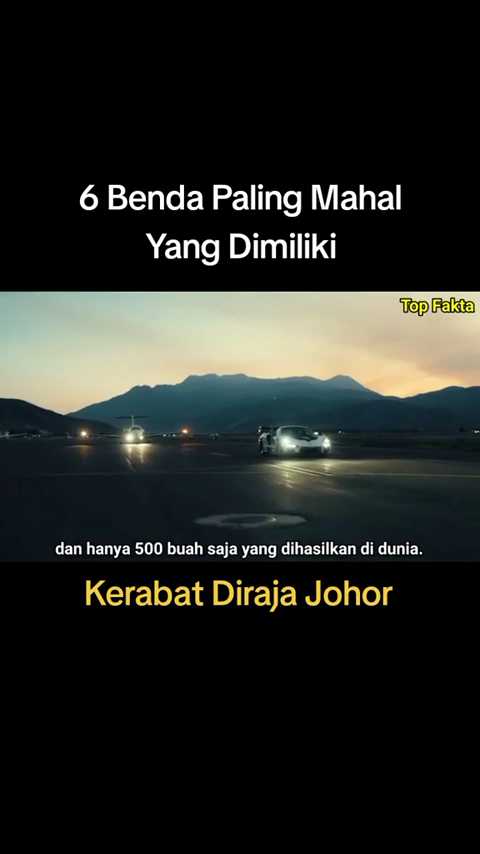 6 Benda Paling Mahal
Yang Dimiliki
Top Fakta
dan hanya 500 buah saja yang dihasilkan di dunia.
Kerabat Diraja Johor